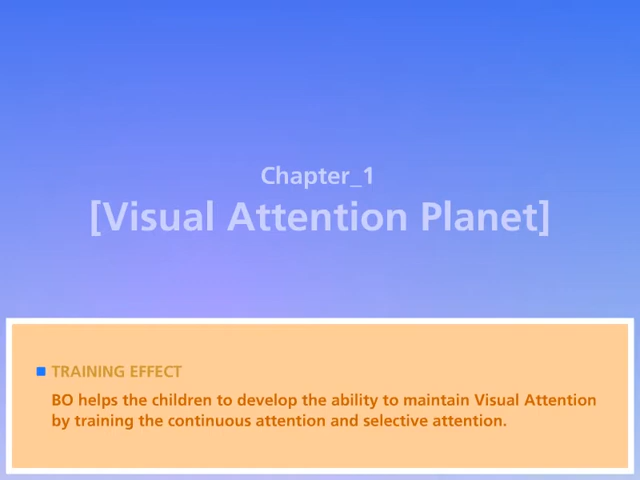 Chapter_1
[Visual Attention Planet]
TRAINING EFFECT
BO helps the children to develop the ability to maintain Visual Attention
by training the continuous attention and selective attention.